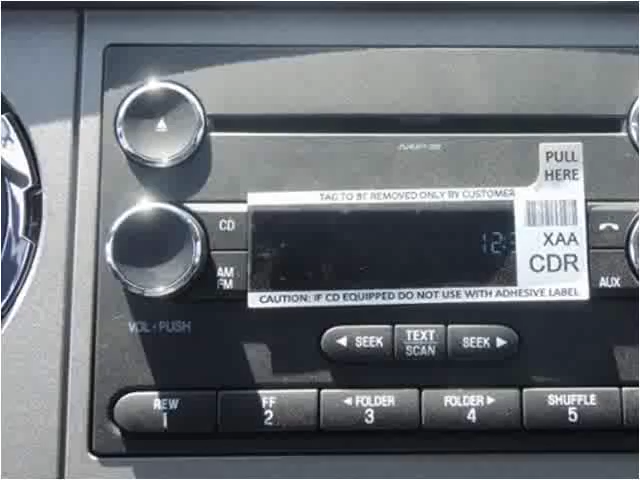 MP3
PULL
HERE
TAG TO BE REMOVED ONLY BY CUSTOMER
CD
12:
XAA
CDR
AM
FM
AUX
CAUTION: IF CD EQUIPPED DO NOT USE WITH ADHESIVE LABEL
VOL • PUSH
◄ SEEK
TEXT
SCAN
SEEK ►
REW
1
FF
2
◄ FOLDER
3
FOLDER ►
4
SHUFFLE
5